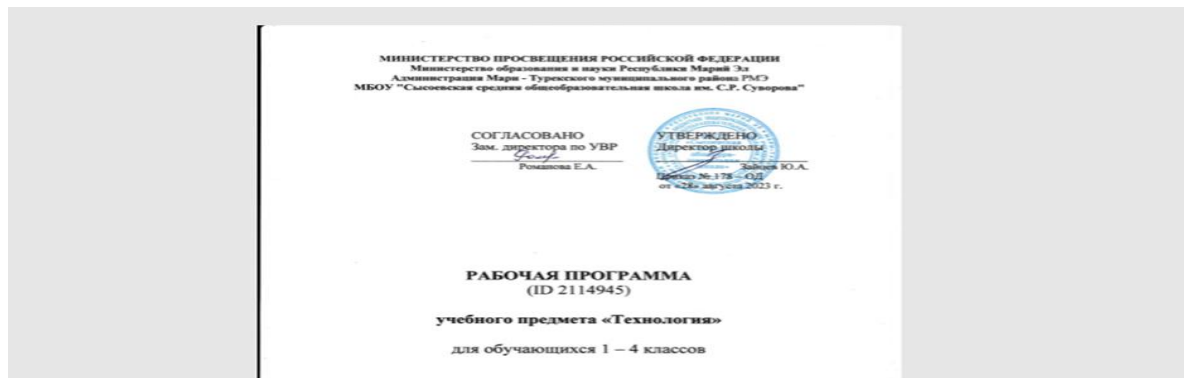 МИНИСТЕРСТВО ПРОСВЕЩЕНИЯ РОССИЙСКОЙ ФЕДЕРАЦИИ
Министерство образования и науки Республики Марий Эл
Администрация Мари - Турекского муниципального района РМЭ
МБОУ "Сысоевская средняя общеобразовательная школа им. С.Р. Суворова"
СОГЛАСОВАНО
Зам. директора по УВР
Романова Е.А.
УТВЕРЖДЕНО
Директор школы
Зайцев Ю.А.
Приказ № 178 – ОД
от «28» августа 2023 г.
РАБОЧАЯ ПРОГРАММА
(ID 2114945)
учебного предмета «Технология»
для обучающихся 1 – 4 классов